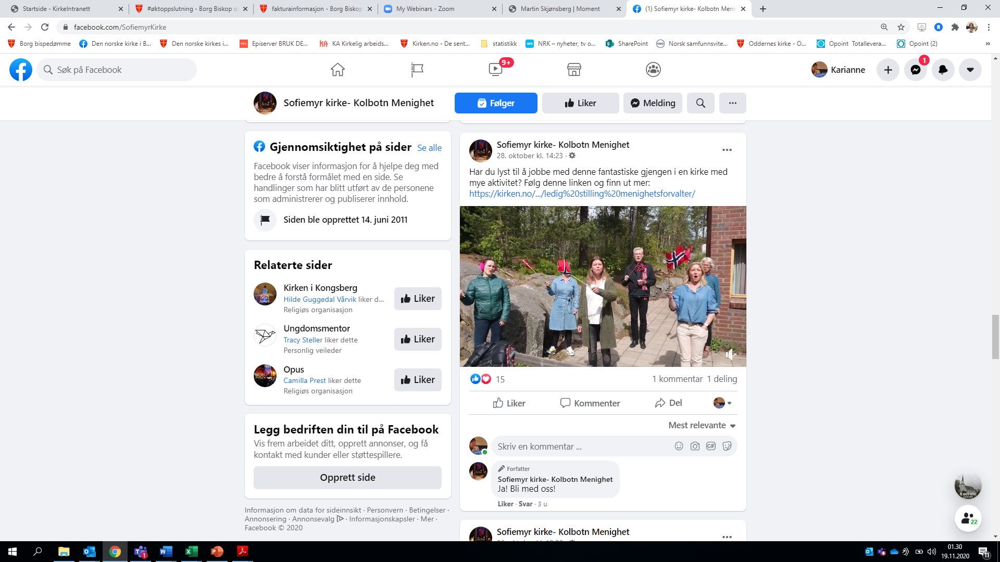 Startside - KirkeIntranett
#øktoppslutning - Borg Biskop o
fakturainformasjon - Borg Biskop
My Webinars - Zoom
Martin Skjønsberg | Moment
(1) Sofiemyr kirke- Kolbotn Meni
facebook.com/SofiemyrKirke
Borg bispedømme
Den norske kirke i B...
Den norske kirkes i...
Episerver BRUK DE...
KA Kirkelig arbeids...
Kirken.no - De sent...
statistikk
NRK – nyheter, tv o...
SharePoint
Norsk samfunnsvite...
Oddernes kirke - O...
Opoint Totallevera...
Opoint (2)
»
Søk på Facebook
9+
Karianne
1
Sofiemyr kirke- Kolbotn Menighet
Følger
Liker
Melding
Gjennomsiktighet på sider
Se alle
Facebook viser informasjon for å hjelpe deg med
bedre å forstå formålet med en side. Se
handlinger som har blitt utført av de personene
som administrerer og publiserer innhold.
Siden ble opprettet 14. juni 2011
Relaterte sider
Kirken i Kongsberg
Hilde Guggedal Vårvik liker d...
Religiøs organisasjon
Liker
Ungdomsmentor
Tracy Steller liker dette
Personlig veileder
Liker
Opus
Camilla Prest liker dette
Religiøs organisasjon
Liker
Legg bedriften din til på Facebook
Vis frem arbeidet ditt, opprett annonser, og få
kontakt med kunder eller støttespillere.
Opprett side
Informasjon om data for sideinnsikt · Personvern · Betingelser ·
Annonsering · Annonsevalg · Informasjonskapsler · Mer ·
Facebook © 2020
Sofiemyr kirke- Kolbotn Menighet
28. oktober kl. 14:23 ·
Har du lyst til å jobbe med denne fantastiske gjengen i en kirke med
mye aktivitet? Følg denne linken og finn ut mer:
https://kirken.no/.../ledig%20stilling%20menighetsforvalter/
15
1 kommentar 1 deling
Liker
Kommenter
Del
Mest relevante
Skriv en kommentar ...
GIF
Forfatter
Sofiemyr kirke- Kolbotn Menighet
Ja! Bli med oss!
Liker · Svar · 3 u
Sofiemyr kirke- Kolbotn Menighet
22
1
01.30
19.11.2020
11